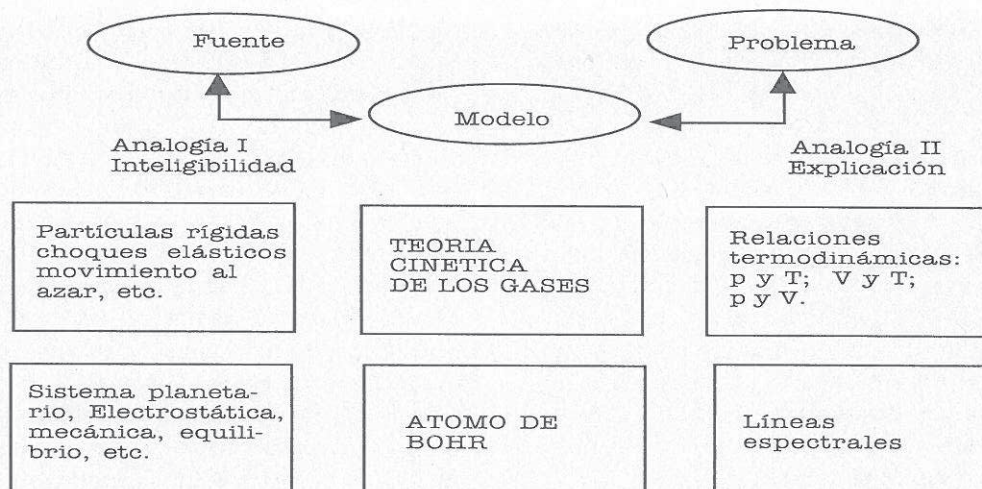 Fuente
Problema
Modelo
Analogía I
Inteligibilidad
Analogía II
Explicación
Partículas rígidas
choques elásticos
movimiento al
azar, etc.
TEORIA
CINETICA
DE LOS GASES
Relaciones
termodinámicas:
p y T; V y T;
p y V.
Sistema planeta-
rio, Electrostática,
mecánica, equili-
brio, etc.
ATOMO DE
BOHR
Líneas
espectrales